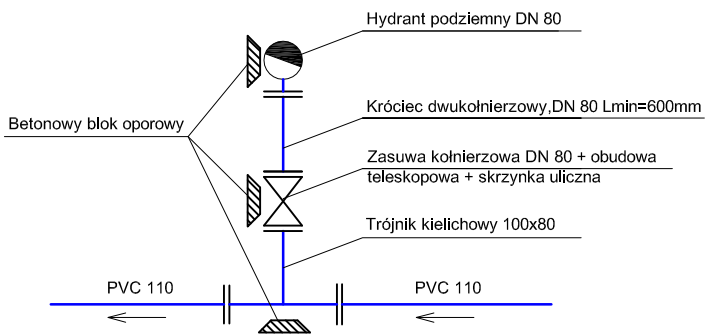 Hydrant podziemny DN 80
Króciec dwukołnierzowy,DN 80 Lmin=600mm
Betonowy blok oporowy
Zasuwa kołnierzowa DN 80 + obudowa
teleskopowa + skrzynka uliczna
Trójnik kielichowy 100x80
PVC 110
PVC 110